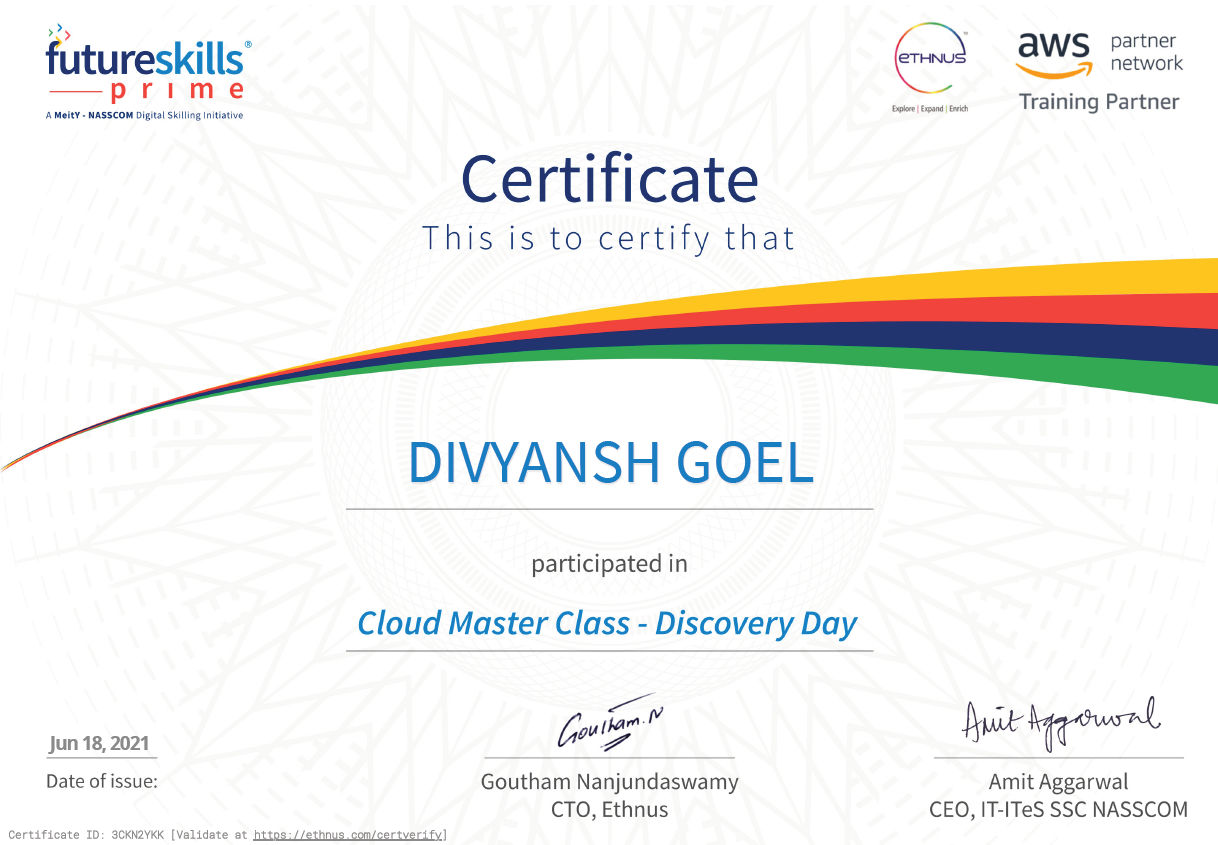 futureskills®
prime
A MeitY - NASSCOM Digital Skilling Initiative
eTHNUS™
Explore | Expand | Enrich
aws partner network
Training Partner
Certificate
This is to certify that
DIVYANSH GOEL
participated in
Cloud Master Class - Discovery Day
Jun 18, 2021
Date of issue:
Goutham.N
Goutham Nanjundaswamy
CTO, Ethnus
Amit Aggarwal
Amit Aggarwal
CEO, IT-ITeS SSC NASSCOM
Certificate ID: 3CKN2YKK [Validate at https://ethnus.com/certverify]